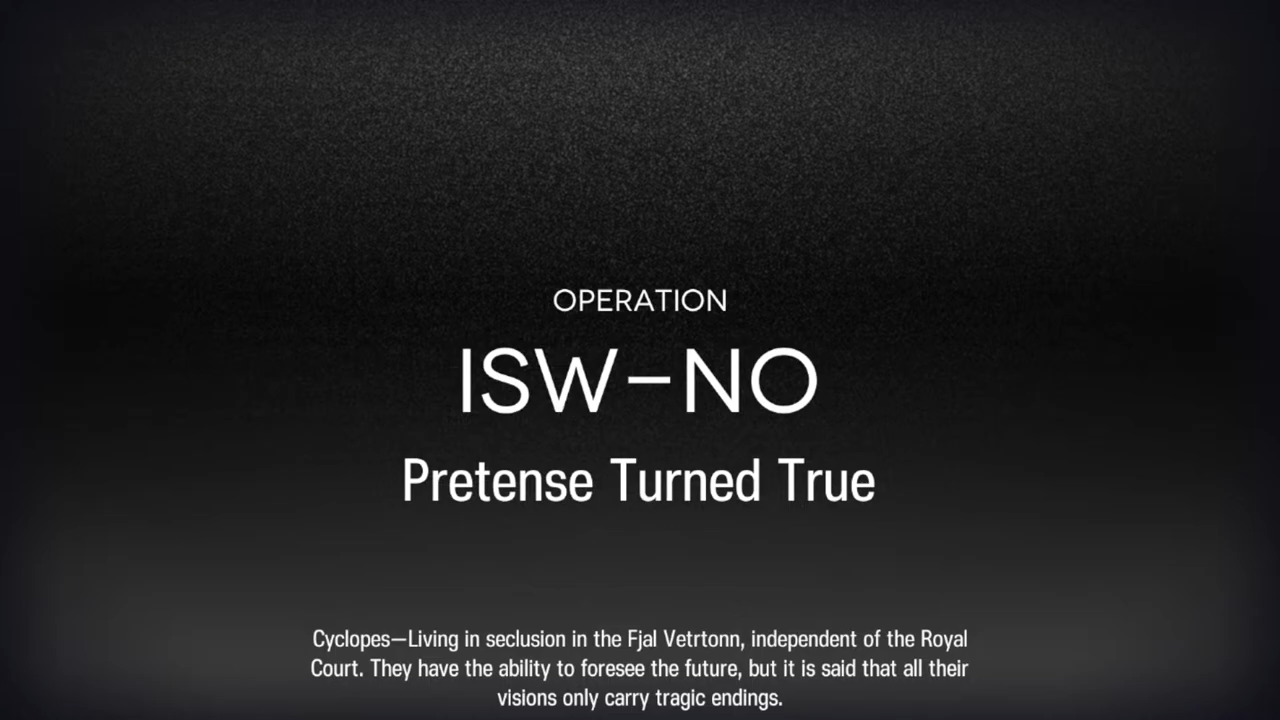 OPERATION
ISW-NO
Pretense Turned True
Cyclopes—Living in seclusion in the Fjal Vetrtonn, independent of the Royal
Court. They have the ability to foresee the future, but it is said that all their
visions only carry tragic endings.